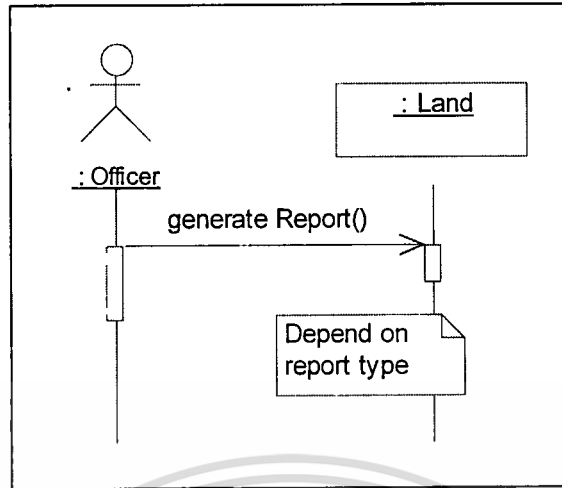 : Land
: Officer
generate Report()
Depend on
report type